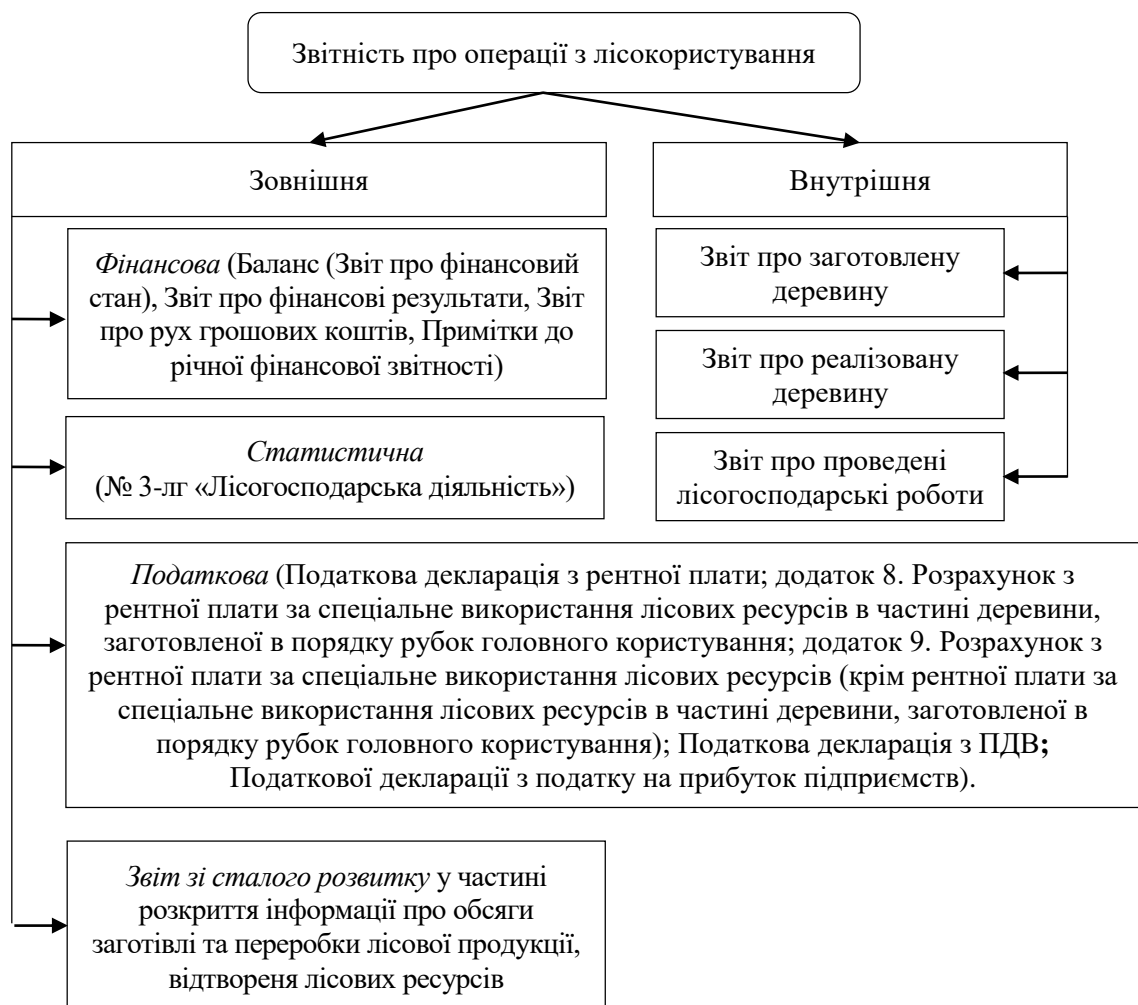 Звітність про операції з лісокористування
Зовнішня
Внутрішня
Фінансова (Баланс (Звіт про фінансовий
стан), Звіт про фінансові результати, Звіт
про рух грошових коштів, Примітки до
річної фінансової звітності)
Звіт про заготовлену
деревину
Звіт про реалізовану
деревину
Статистична
(№ 3-лг «Лісогосподарська діяльність»)
Звіт про проведені
лісогосподарські роботи
Податкова (Податкова декларація з рентної плати; додаток 8. Розрахунок з
рентної плати за спеціальне використання лісових ресурсів в частині деревини,
заготовленої в порядку рубок головного користування; додаток 9. Розрахунок з
рентної плати за спеціальне використання лісових ресурсів (крім рентної плати за
спеціальне використання лісових ресурсів в частині деревини, заготовленої в
порядку рубок головного користування); Податкова декларація з ПДВ;
Податкової декларації з податку на прибуток підприємств).
Звіт зі сталого розвитку у частині
розкриття інформації про обсяги
заготівлі та переробки лісової продукції,
відтвореня лісових ресурсів